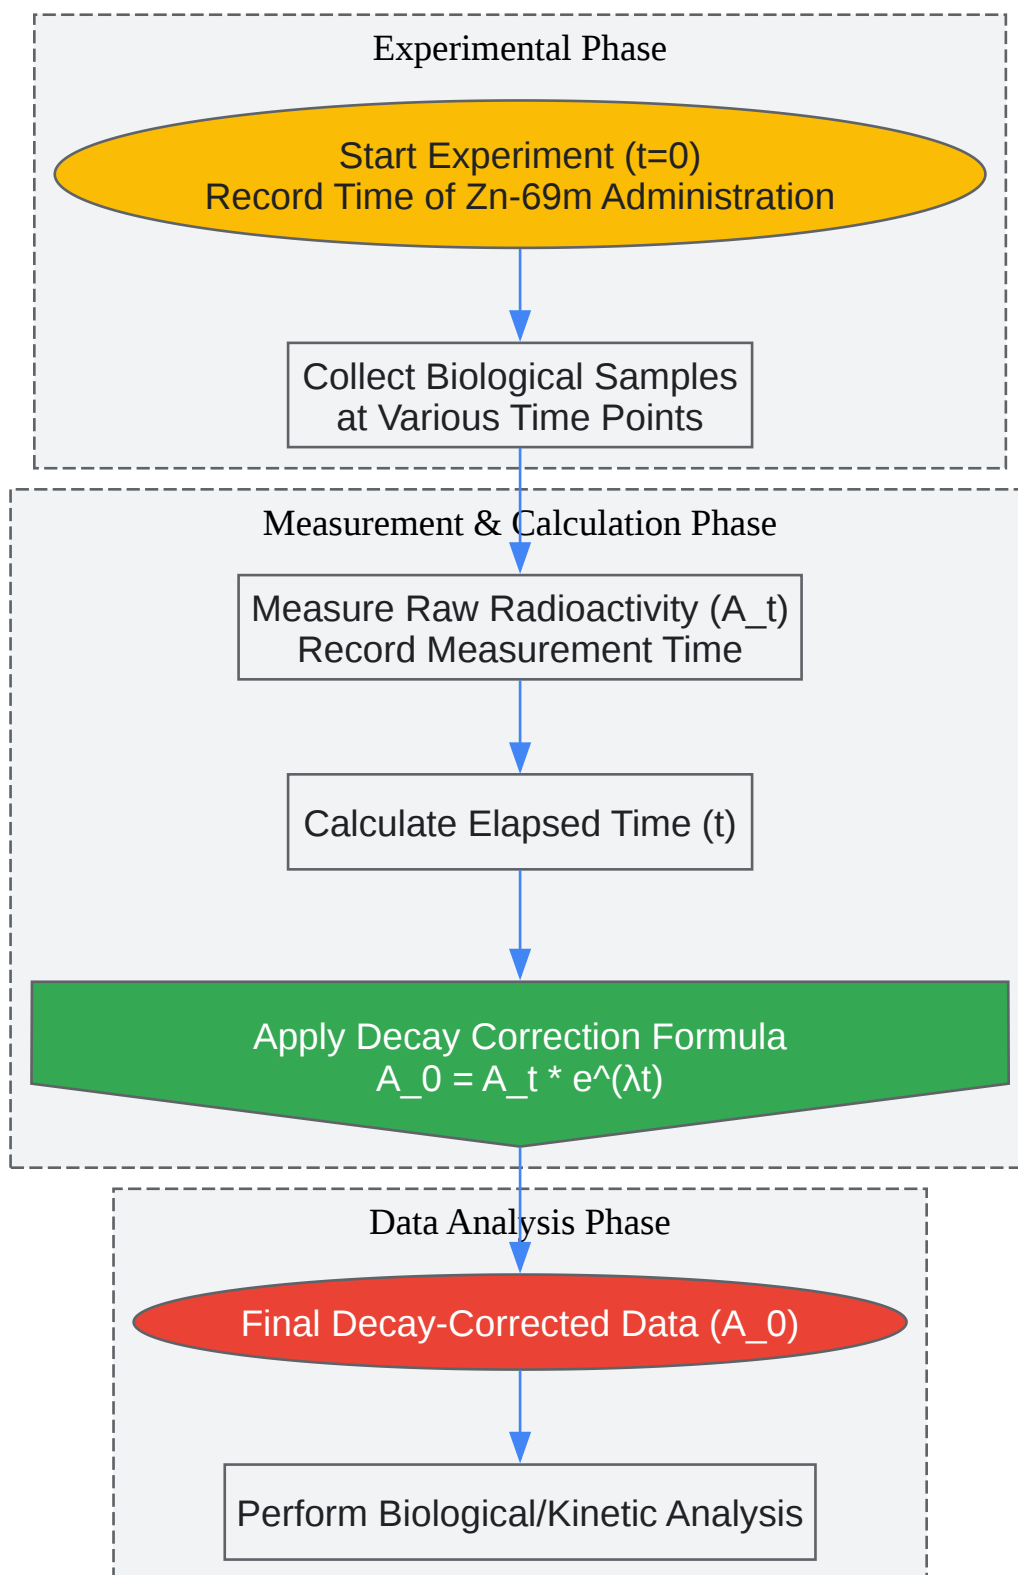 Experimental Phase
Start Experiment (t=0)
Record Time of Zn-69m Administration
Collect Biological Samples
at Various Time Points
Measurement & Calculation Phase
Measure Raw Radioactivity (A_t)
Record Measurement Time
Calculate Elapsed Time (t)
Apply Decay Correction Formula
A_0 = A_t * e^(λt)
Data Analysis Phase
Final Decay-Corrected Data (A_0)
Perform Biological/Kinetic Analysis